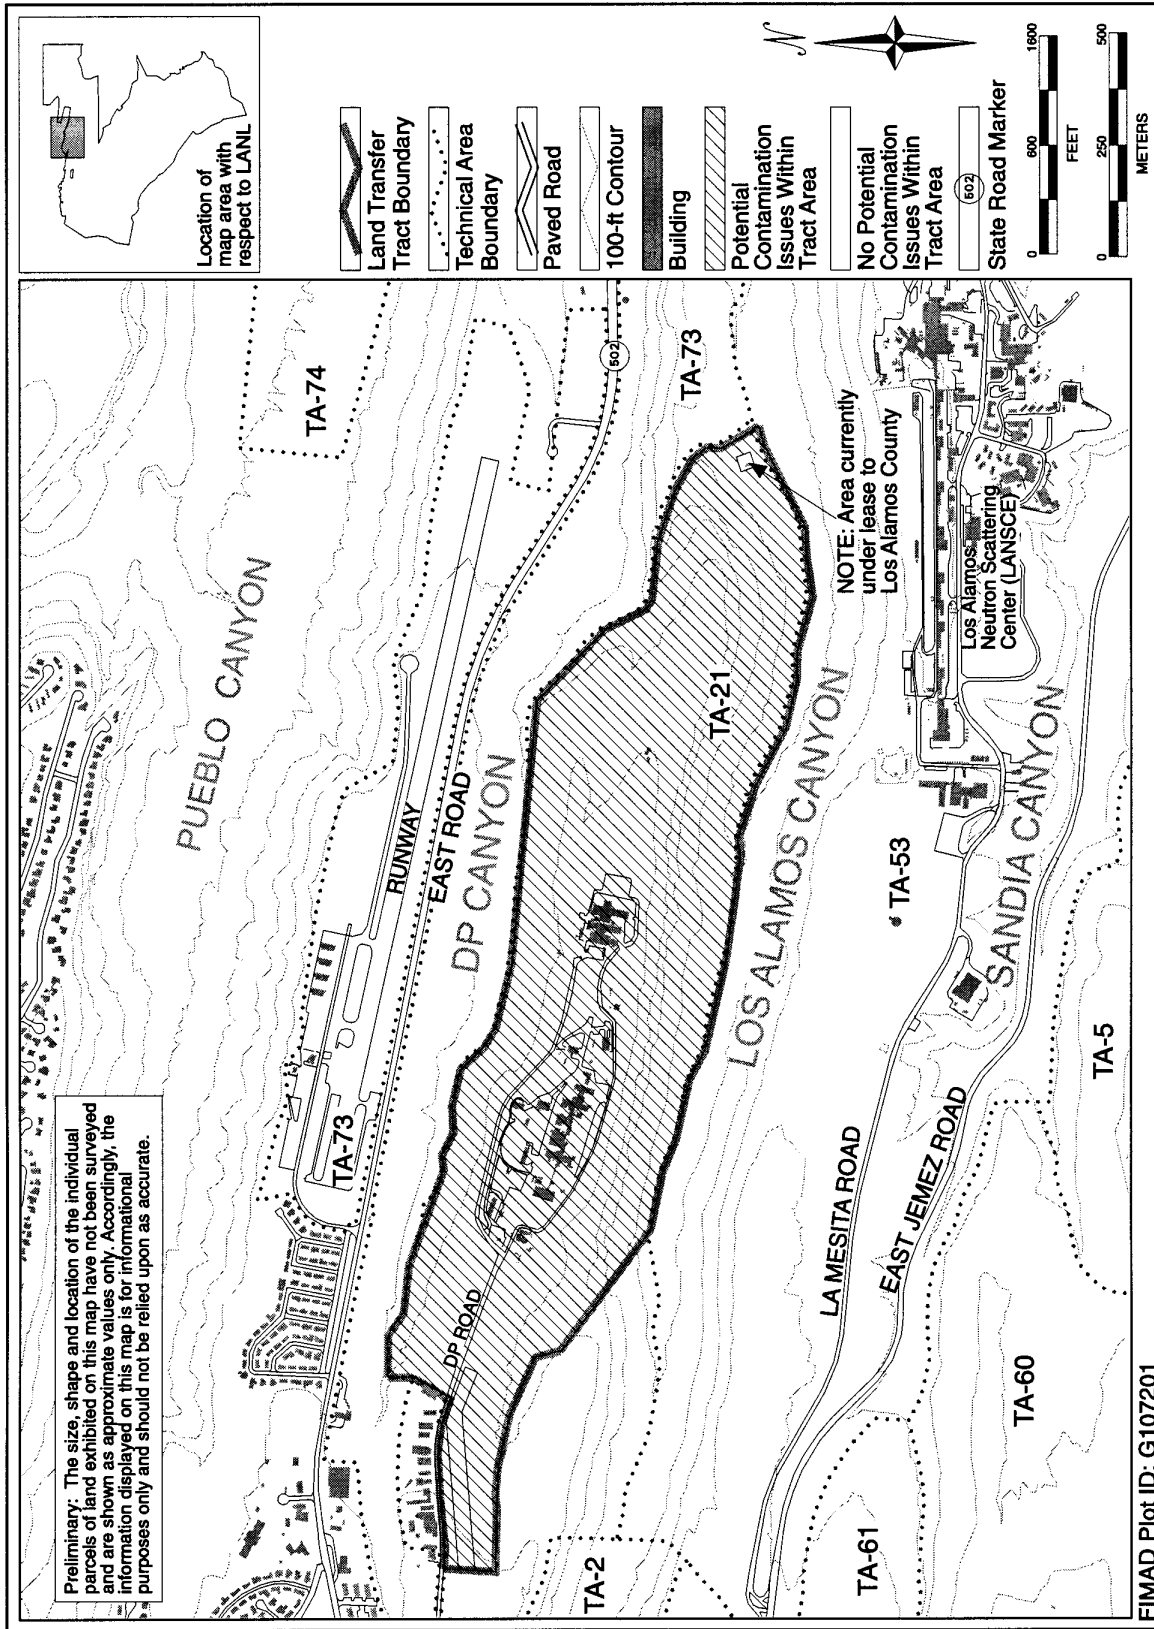 Preliminary: The size, shape and location of the individual
parcels of land exhibited on this map have not been surveyed
and are shown as approximate values only. Accordingly, the
information displayed on this map is for informational
purposes only and should not be relied upon as accurate.
PUEBLO CANYON
TA-74
TA-73
RUNWAY
EAST ROAD
502
DP CANYON
TA-73
DP ROAD
TA-21
NOTE: Area currently
under lease to
Los Alamos County
LOS ALAMOS CANYON
TA-2
TA-53
Los Alamos
Neutron Scattering
Center (LANSCE)
LA MESITA ROAD
SANDIA CANYON
EAST JEMEZ ROAD
TA-61
TA-60
TA-5
Location of
map area with
respect to LANL
Land Transfer
Tract Boundary
Technical Area
Boundary
Paved Road
100-ft Contour
Building
Potential
Contamination
Issues Within
Tract Area
No Potential
Contamination
Issues Within
Tract Area
502
State Road Marker
N
0 600 1600
FEET
0 250 500
METERS
FIMAD Plot ID: G107201